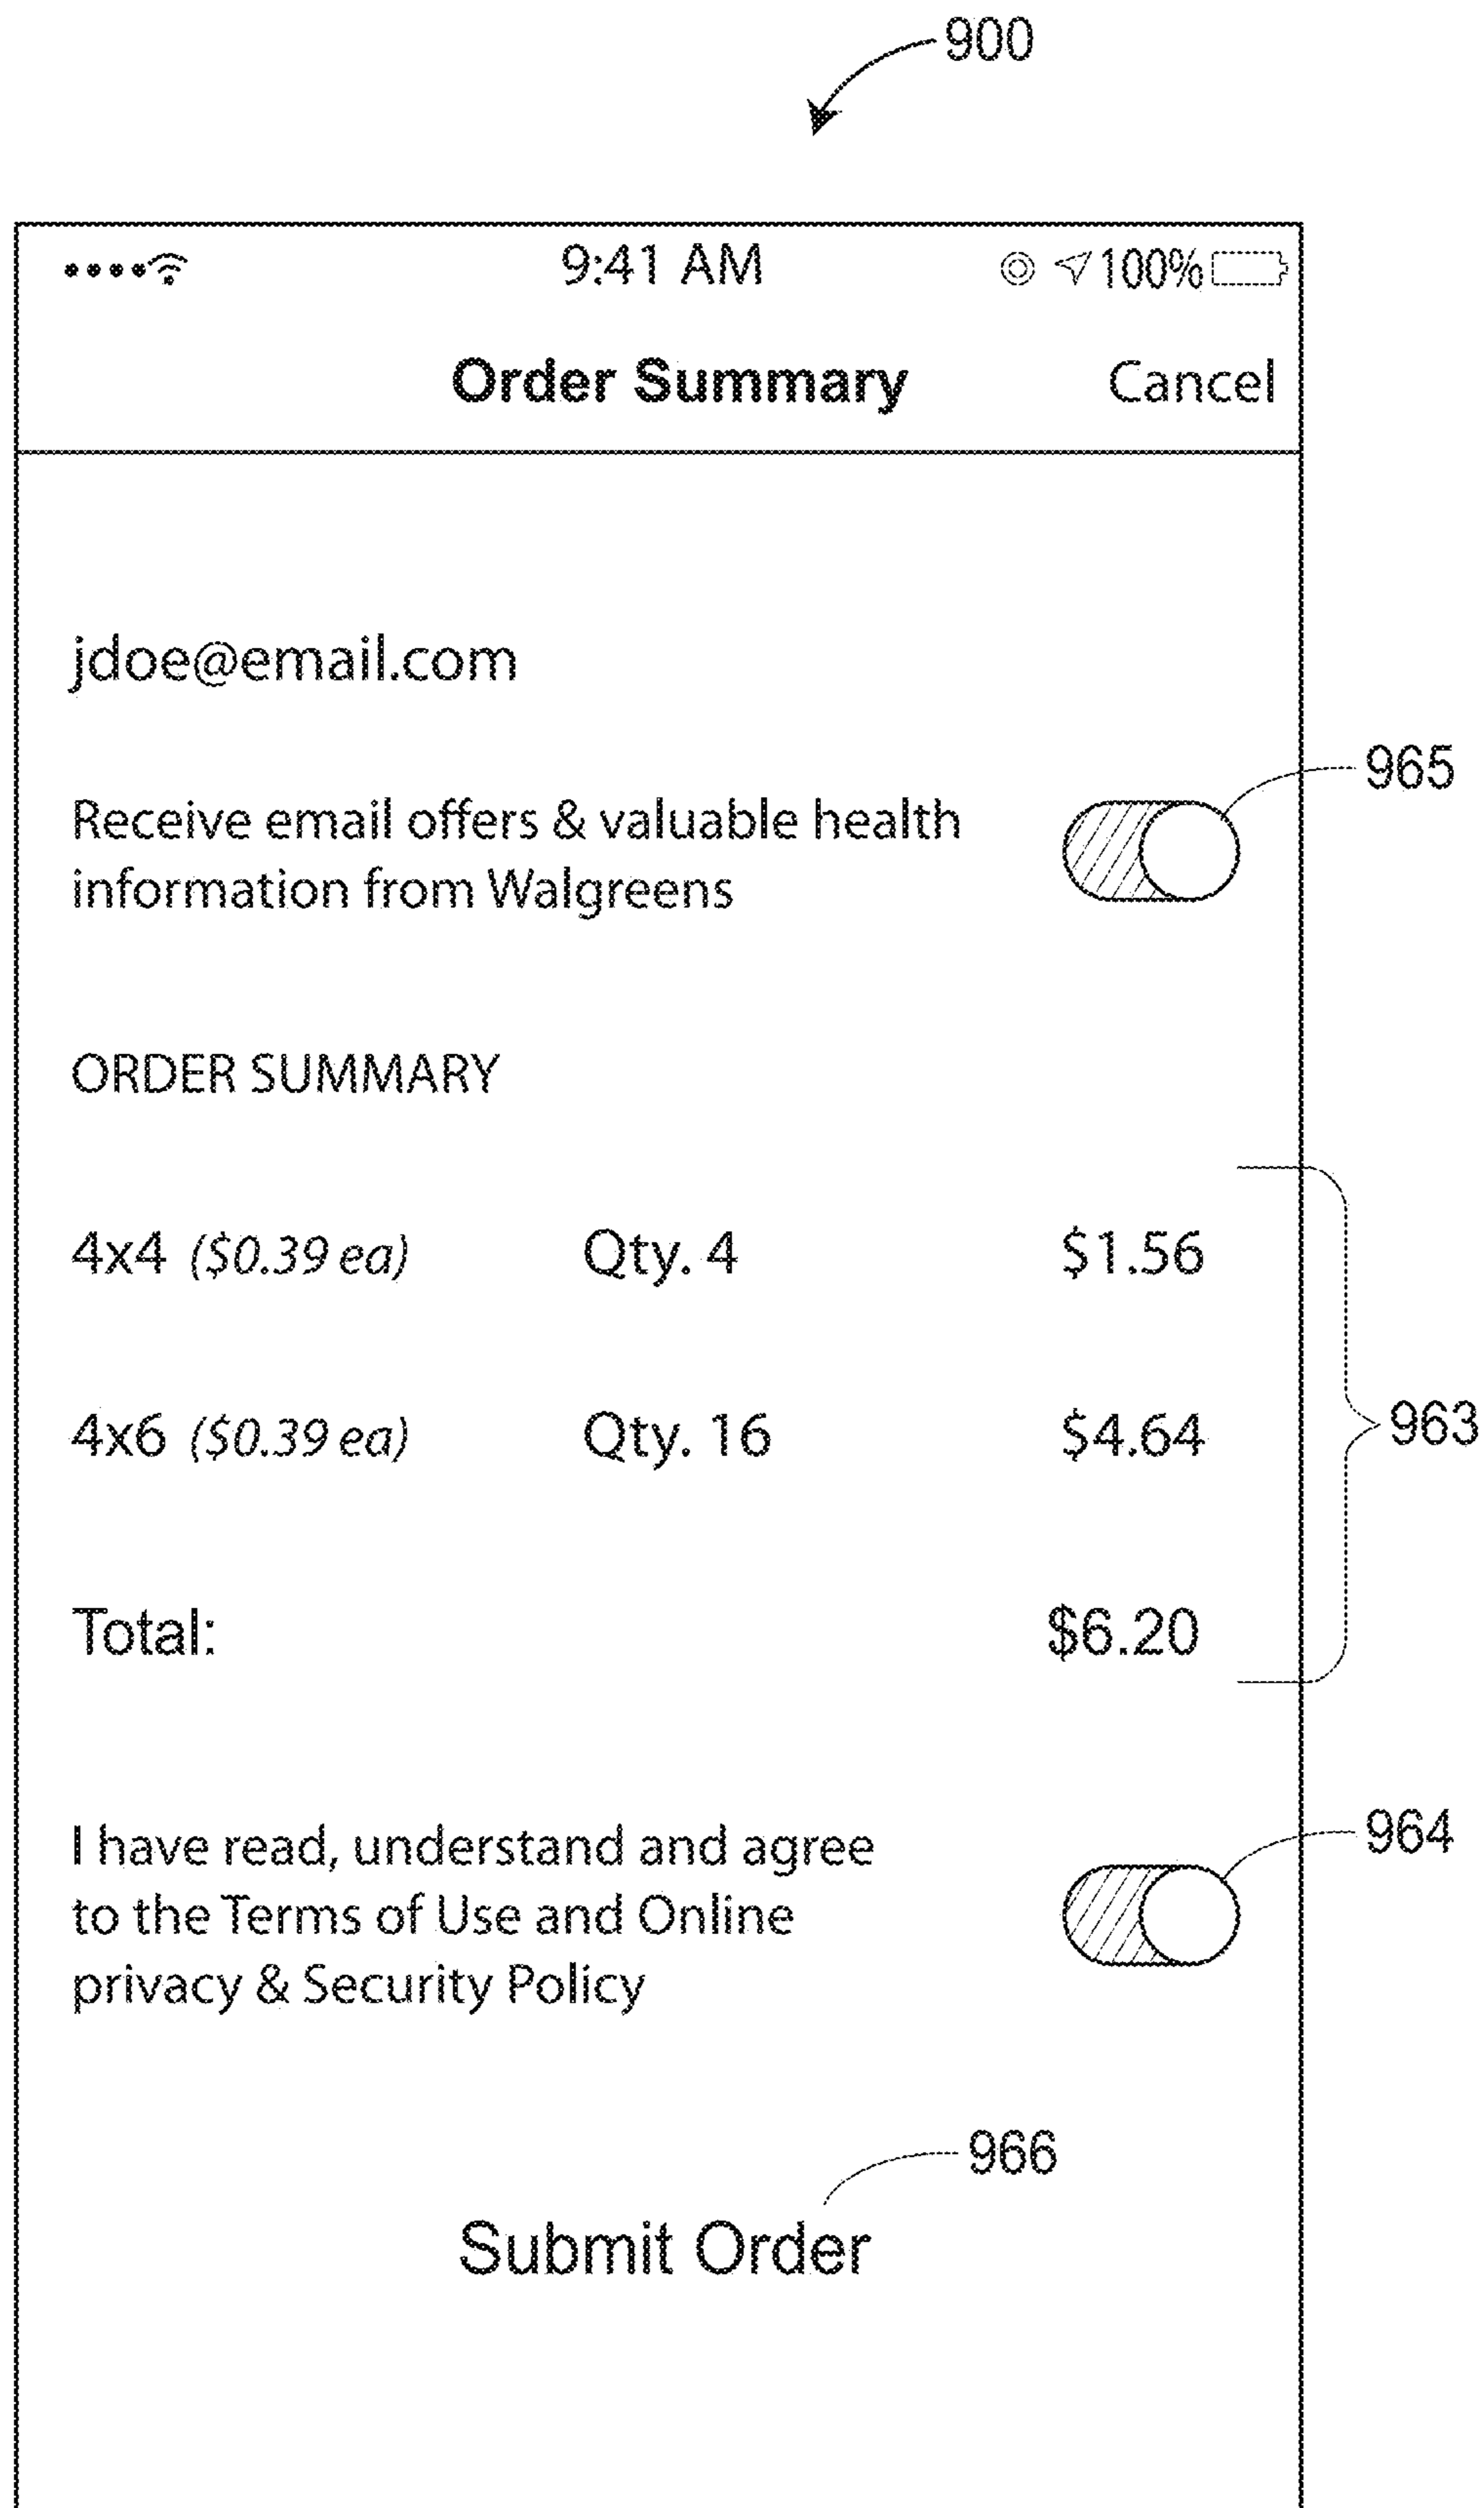 900
9:41 AM 100%
Order Summary Cancel
jdoe@email.com
965
Receive email offers & valuable health
information from Walgreens
ORDER SUMMARY
4x4 ($0.39 ea) Qty. 4 $1.56
4x6 ($0.39 ea) Qty. 16 $4.64
963
Total: $6.20
964
I have read, understand and agree
to the Terms of Use and Online
privacy & Security Policy
966
Submit Order